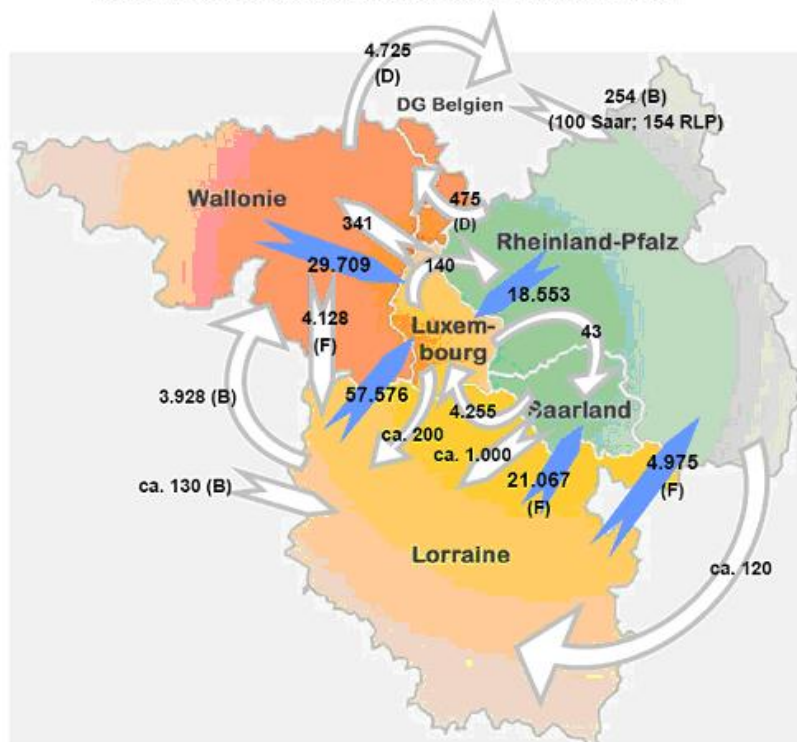 4.725
(D)
DG Belgien
254 (B)
(100 Saar; 154 RLP)
Wallonie
475
(D)
341
Rheinland-Pfalz
29.709
140
18.553
4.128
(F)
Luxem-
bourg
43
3.928 (B)
57.576
4.255
Saarland
ca. 200
ca. 1.000
ca. 130 (B)
21.067
(F)
4.975
(F)
Lorraine
ca. 120